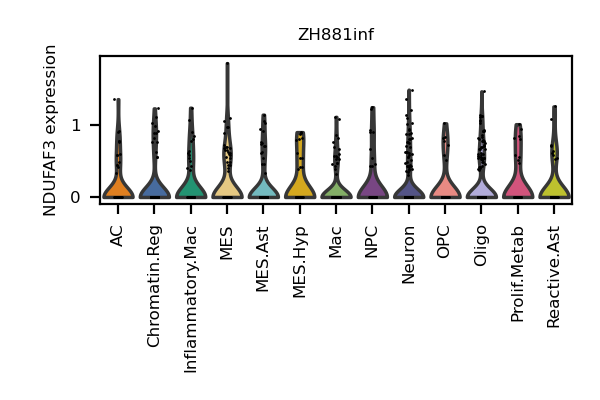 ZH881inf
NDUFAF3 expression
1
0
AC
Chromatin.Reg
Inflammatory.Mac
MES
MES.Ast
MES.Hyp
Mac
NPC
Neuron
OPC
Oligo
Prolif.Metab
Reactive.Ast